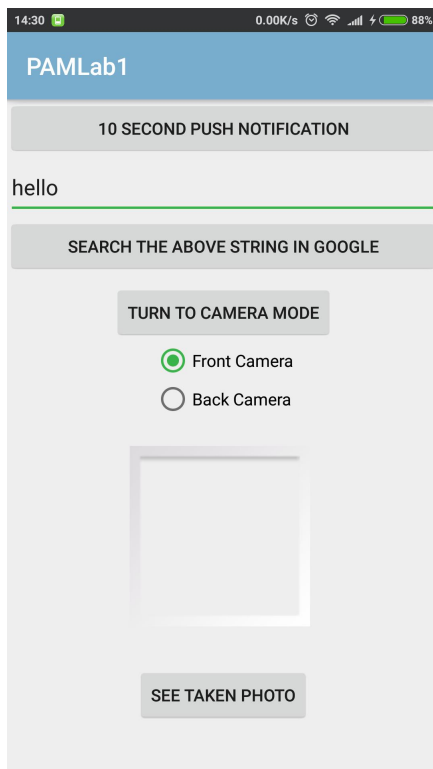 14:30 0.00K/s 88%
PAMLab1
10 SECOND PUSH NOTIFICATION
hello
SEARCH THE ABOVE STRING IN GOOGLE
TURN TO CAMERA MODE
Front Camera
Back Camera
SEE TAKEN PHOTO